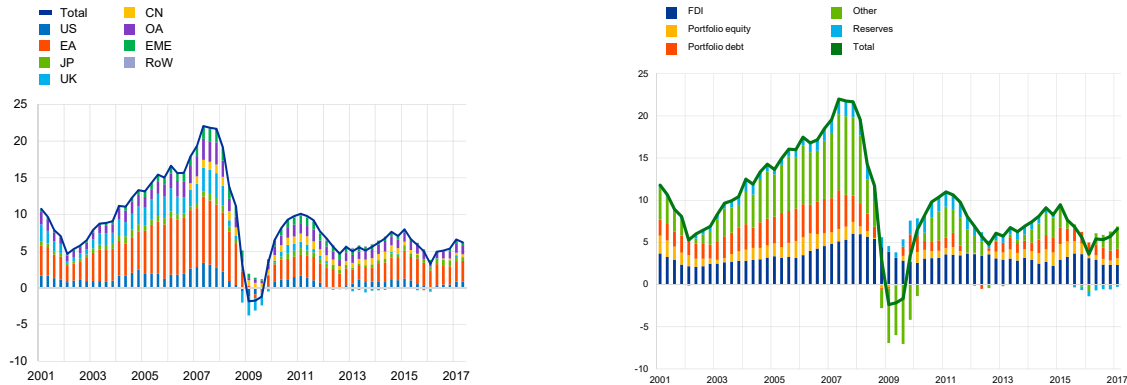 Total CN
US OA
EA EME
JP RoW
UK
25
20
15
10
5
0
-5
-10
2001 2003 2005 2007 2009 2011 2013 2015 2017
FDI Other
Portfolio equity Reserves
Portfolio debt Total
25
20
15
10
5
0
-5
-10
2001 2003 2005 2007 2009 2011 2013 2015 2017